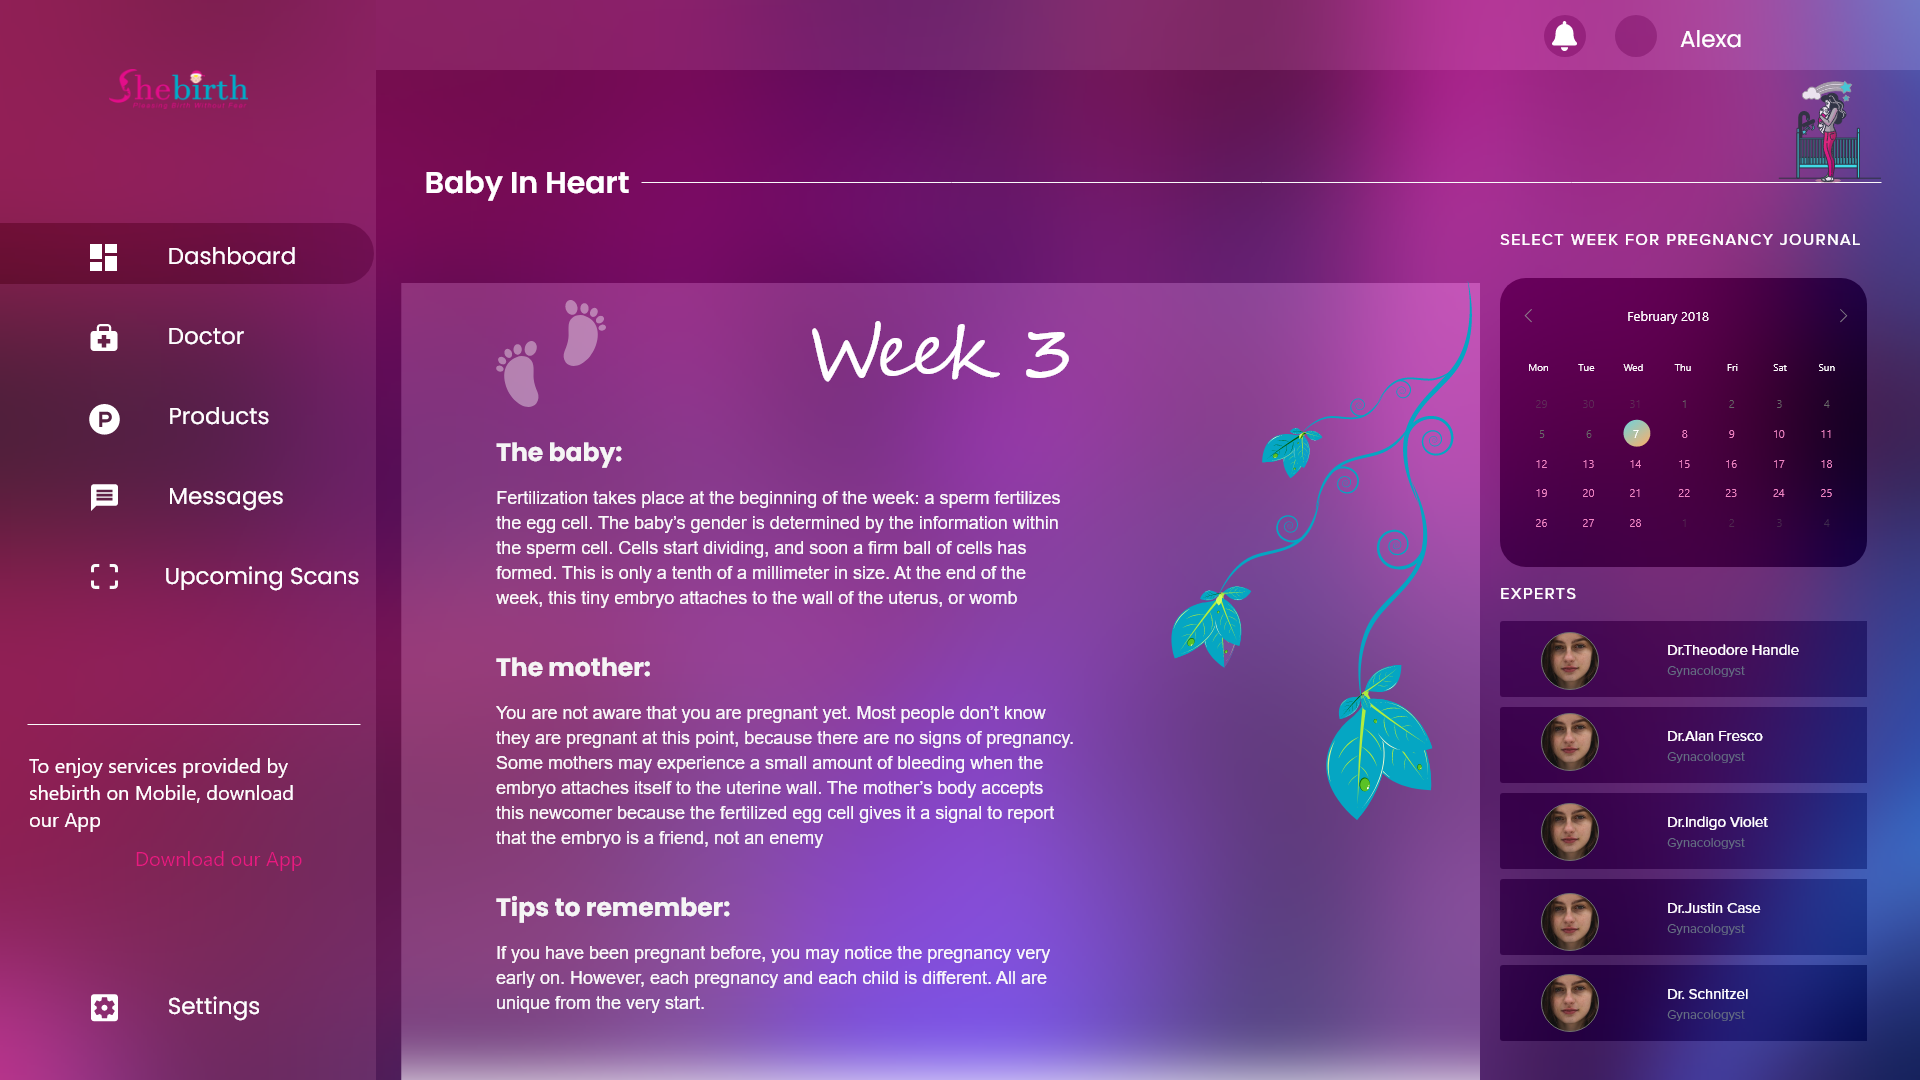 Alexa
Shebirth
Baby In Heart
Dashboard
Doctor
Products
Messages
Upcoming Scans
To enjoy services provided by
shebirth on Mobile, download
our App
Download our App
Settings
Week 3
The baby:
Fertilization takes place at the beginning of the week: a sperm fertilizes
the egg cell. The baby's gender is determined by the information within
the sperm cell. Cells start dividing, and soon a firm ball of cells has
formed. This is only a tenth of a millimeter in size. At the end of the
week, this tiny embryo attaches to the wall of the uterus, or womb
The mother:
You are not aware that you are pregnant yet. Most people don't know
they are pregnant at this point, because there are no signs of pregnancy.
Some mothers may experience a small amount of bleeding when the
embryo attaches itself to the uterine wall. The mother's body accepts
this newcomer because the fertilized egg cell gives it a signal to report
that the embryo is a friend, not an enemy
Tips to remember:
If you have been pregnant before, you may notice the pregnancy very
early on. However, each pregnancy and each child is different. All are
unique from the very start.
SELECT WEEK FOR PREGNANCY JOURNAL
February 2018
Mon Tue Wed Thu Fri Sat Sun
29 30 31 1 2 3 4
5 6 7 8 9 10 11
12 13 14 15 16 17 18
19 20 21 22 23 24 25
26 27 28 1 2 3 4
EXPERTS
Dr.Theodore Handle
Gynacologyst
Dr.Alan Fresco
Gynacologyst
Dr.Indigo Violet
Gynacologyst
Dr.Justin Case
Gynacologyst
Dr. Schnitzel
Gynacologyst